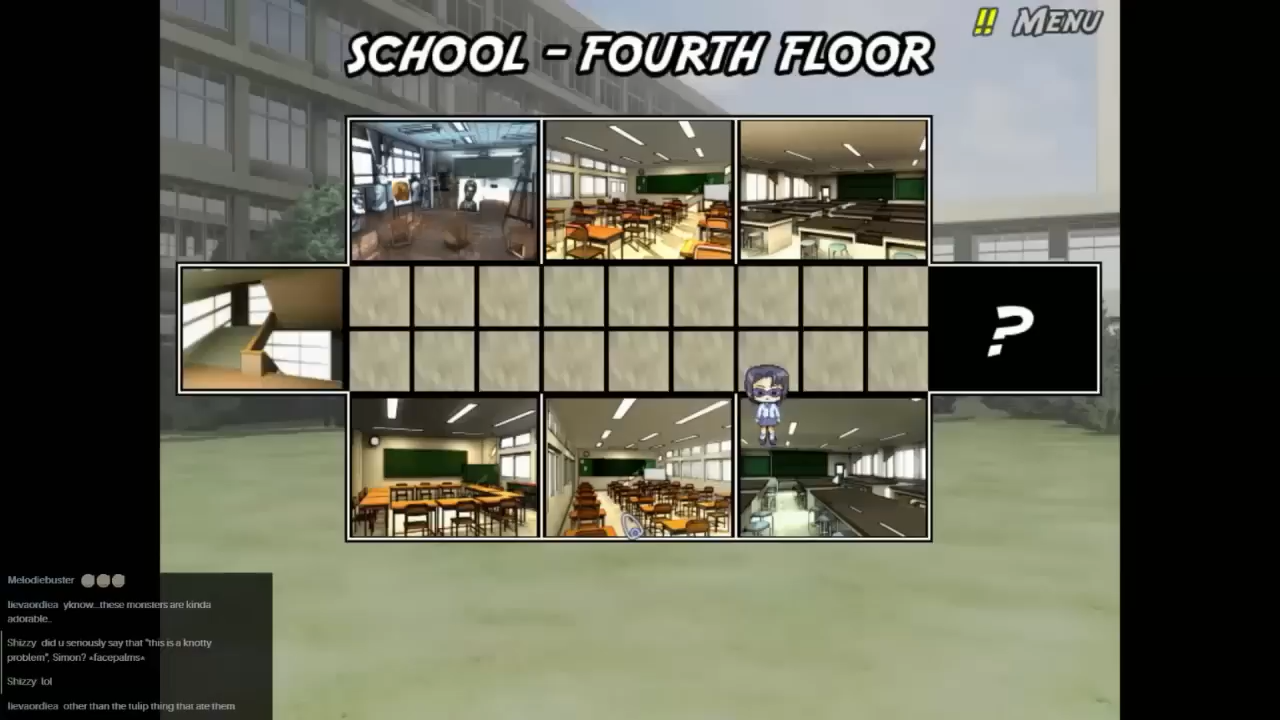 !! MENU
SCHOOL - FOURTH FLOOR
?
Melodiebuster
lievaordiea yknow...these monsters are kinda
adorable..
Shizzy did u seriously say that "this is a knotty
problem", Simon? *facepalms*
Shizzy lol
lievaordiea other than the tulip thing that ate them